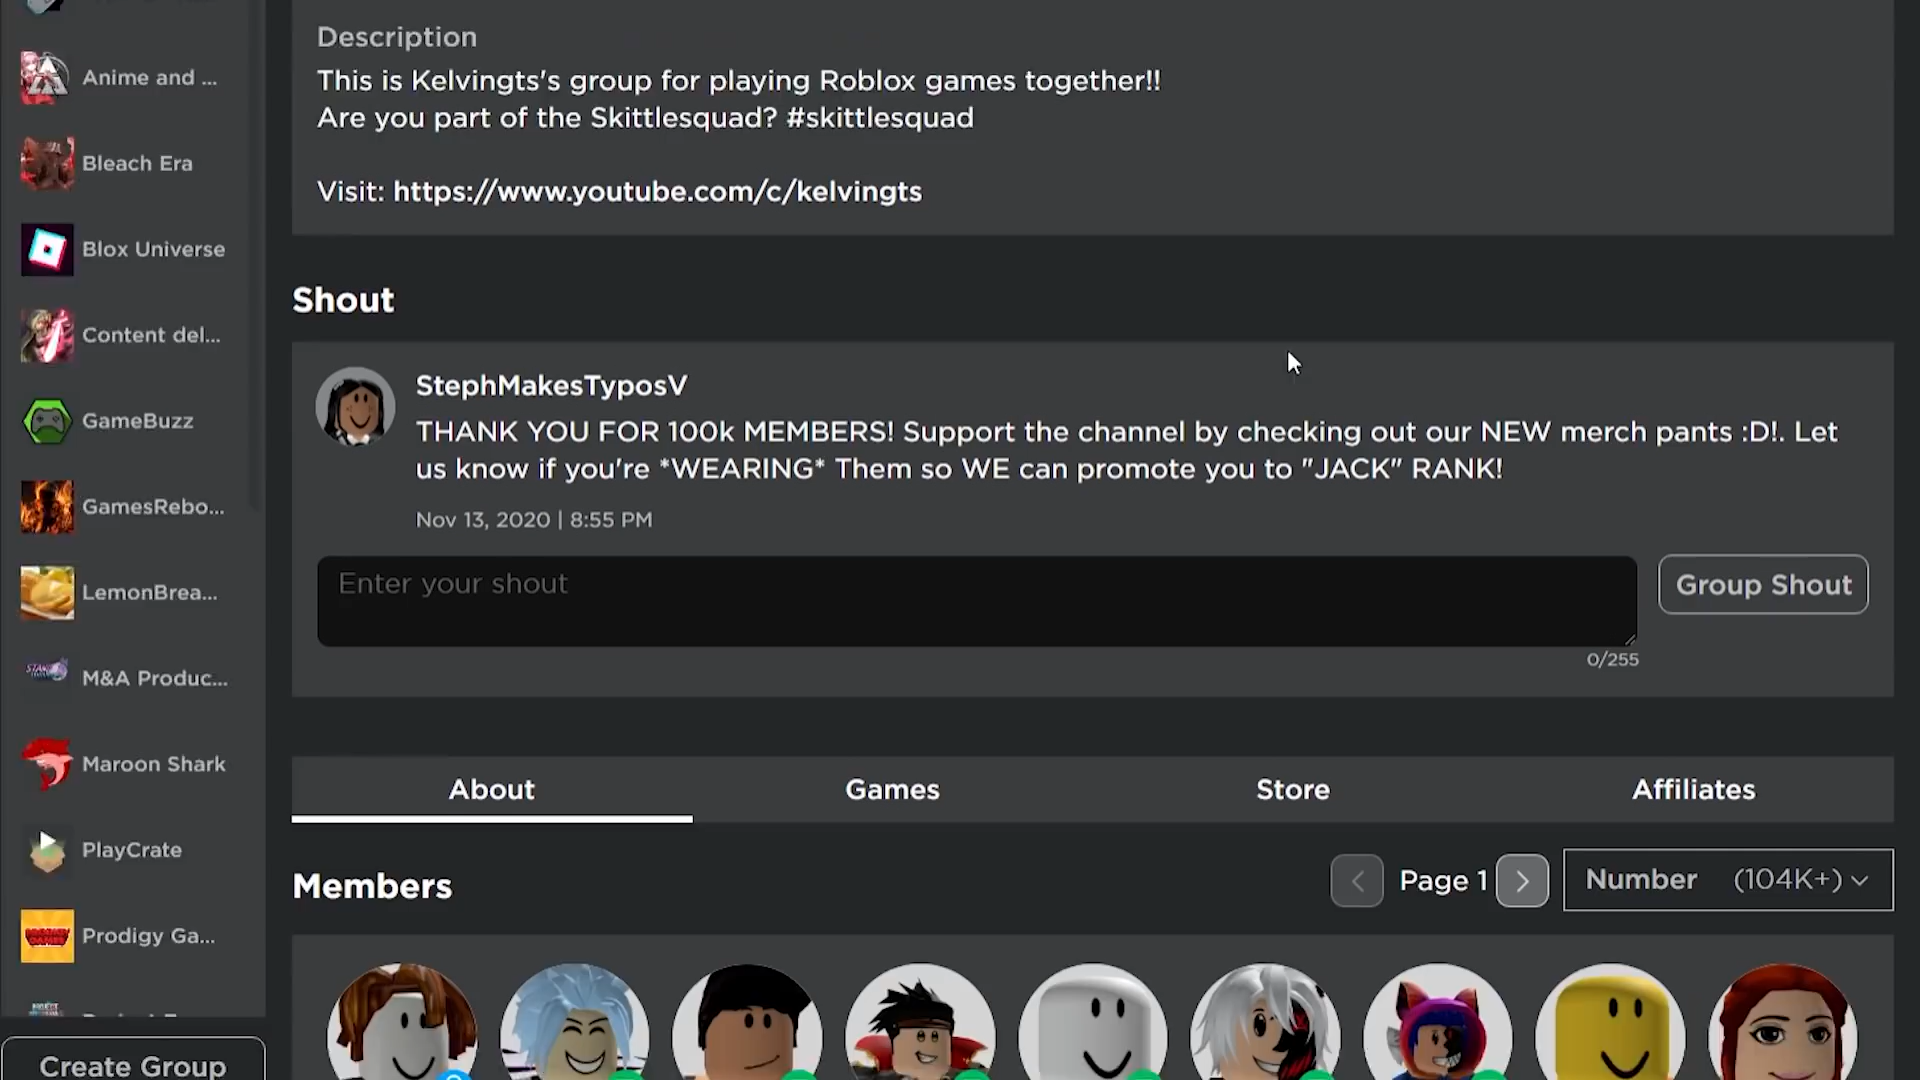 Description
This is Kelvingts's group for playing Roblox games together!!
Are you part of the Skittlesquad? #skittlesquad
Visit: https://www.youtube.com/c/kelvingts
Anime and ...
Bleach Era
Blox Universe
Content del...
GameBuzz
GamesRebo...
LemonBrea...
M&A Produc...
Maroon Shark
PlayCrate
Prodigy Ga...
Create Group
Shout
StephMakesTyposV
THANK YOU FOR 100k MEMBERS! Support the channel by checking out our NEW merch pants :D!. Let
us know if you're *WEARING* Them so WE can promote you to "JACK" RANK!
Nov 13, 2020 | 8:55 PM
Enter your shout
Group Shout
0/255
About Games Store Affiliates
Members
Page 1
Number (104K+)